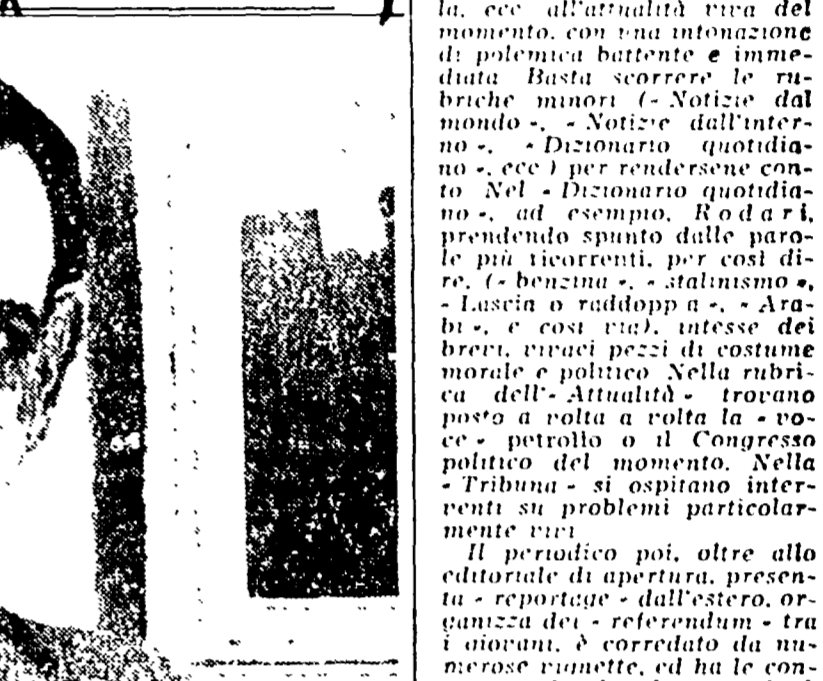 la, ecc all'attualità viva del
momento, con una intonazione
di polemica battente e imme-
diata Basta scorrere le ru-
briche minori (- Notizie dal
mondo -, - Notizie dall'inter-
no -, - Dizionario quotidia-
no -, ecc ) per rendersene con-
to Nel - Dizionario quotidia-
no -, ad esempio, Rodari,
prendendo spunto dalle paro-
le più ricorrenti, per così di-
re, (- benzina -, - stalinismo -,
- Lascia o raddopp a -, - Ara-
bi -, e così via), intesse dei
brevi, vivaci pezzi di costume
morale e politico Nella rubri-
ca dell'- Attualità - trovano
posto a volta a volta la - vo-
ce - petrollo o il Congresso
politico del momento. Nella
- Tribuna - si ospitano inter-
venti su problemi particolar-
mente vivi
Il periodico poi, oltre allo
editoriale di apertura, presen-
ta - reportage - dall'estero, or-
ganizza dei - referendum - tra
i giovani, è corredato da nu-
merose vignette, ed ha le con-